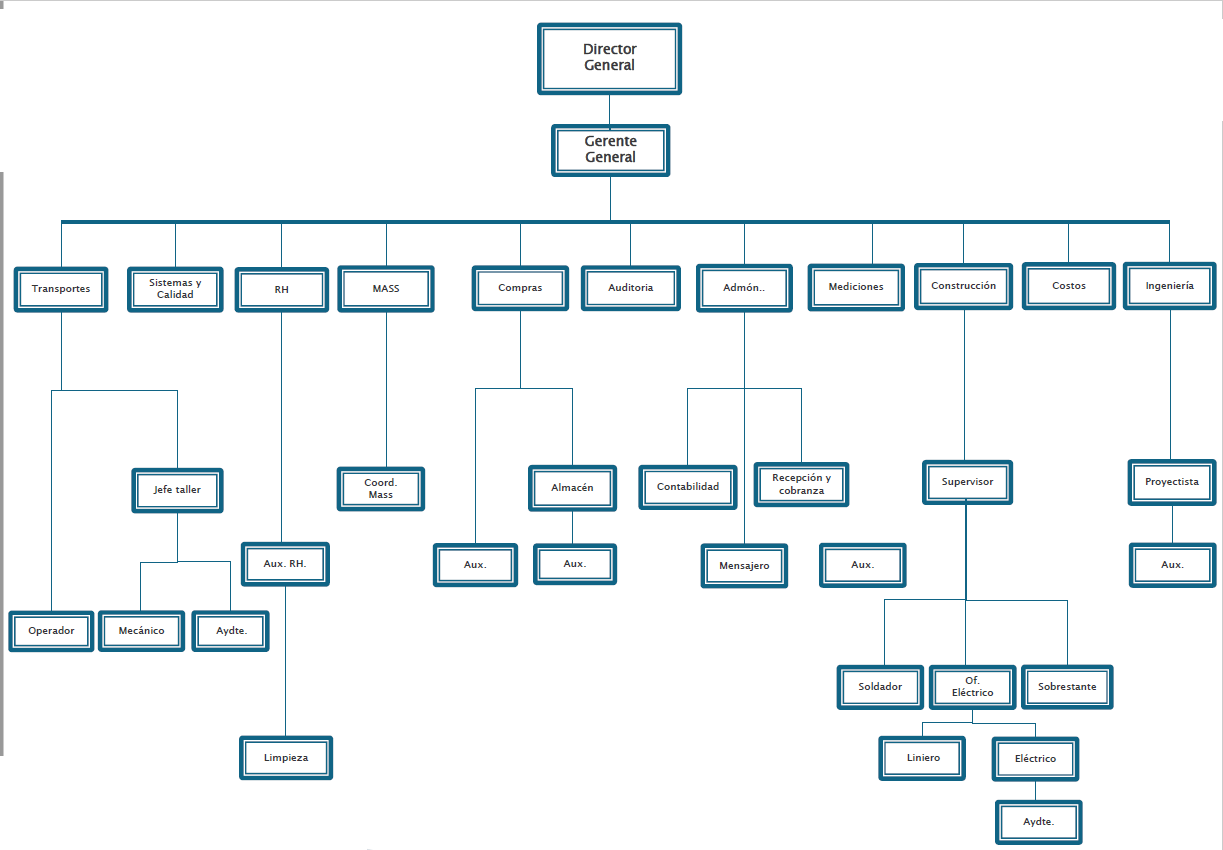 Director
General
Gerente
General
Transportes
Sistemas y
Calidad
RH
MASS
Compras
Auditoria
Admón..
Mediciones
Construcción
Costos
Ingeniería
Jefe taller
Coord.
Mass
Almacén
Contabilidad
Recepción y
cobranza
Supervisor
Proyectista
Aux. RH.
Aux.
Aux.
Mensajero
Aux.
Aux.
Operador
Mecánico
Aydte.
Soldador
Of.
Eléctrico
Sobrestante
Limpieza
Liniero
Eléctrico
Aydte.